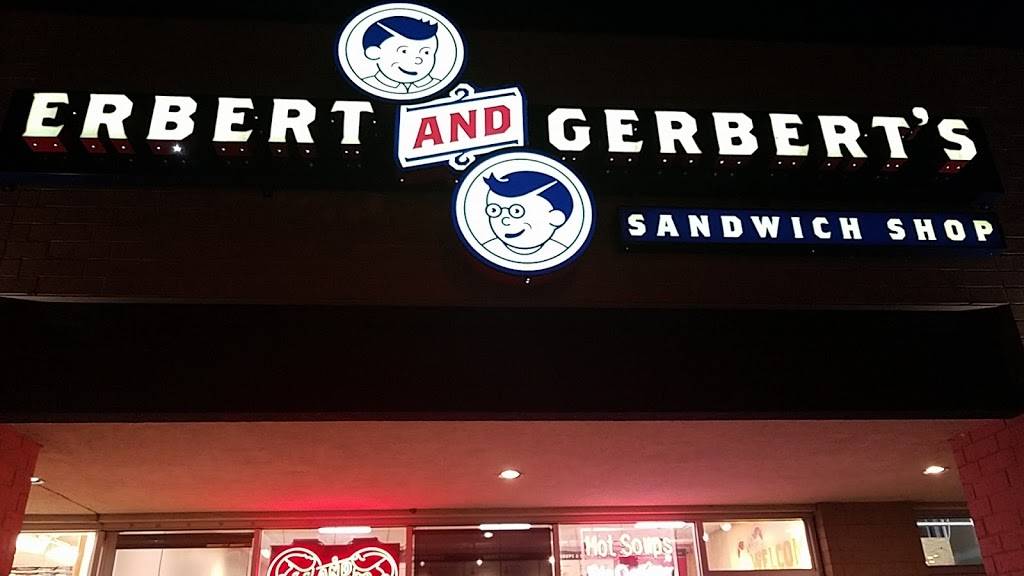 ERBERT AND GERBERT'S
SANDWICH SHOP
Hot Soups